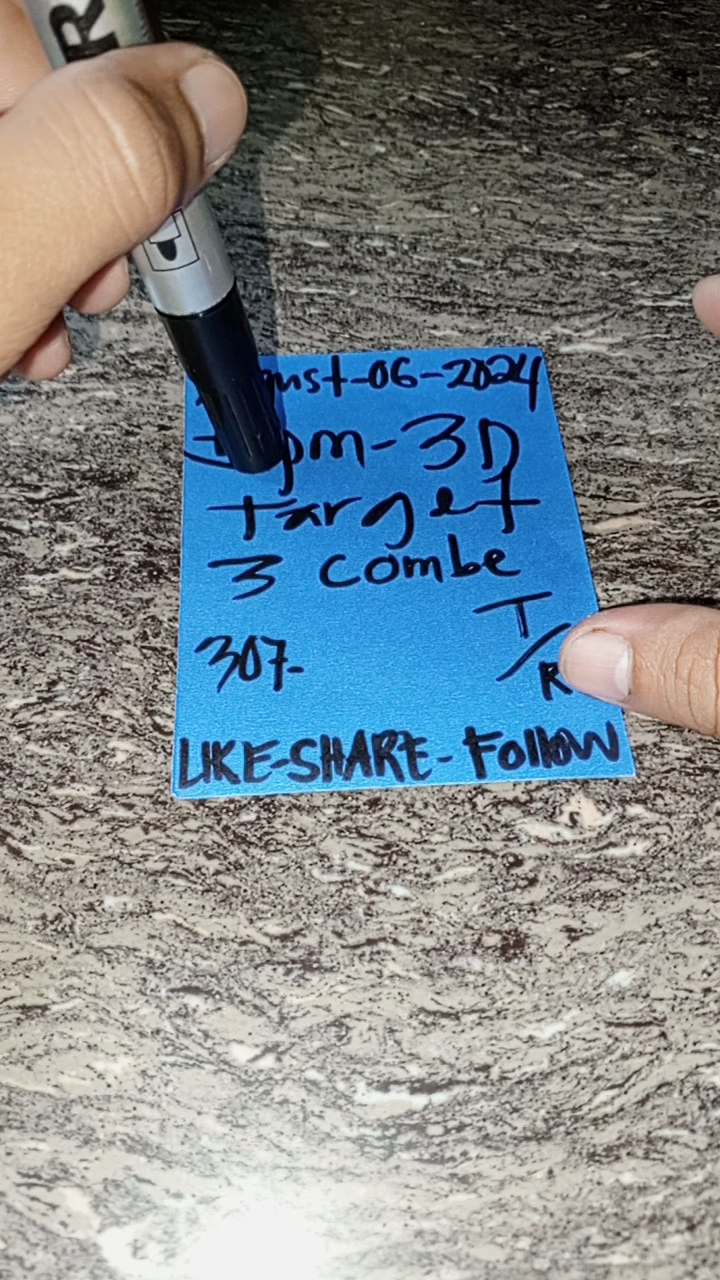 ust-06-2024
pm-3D
Target
3 combe
T/R
307-
LIKE-SHARE-Follow